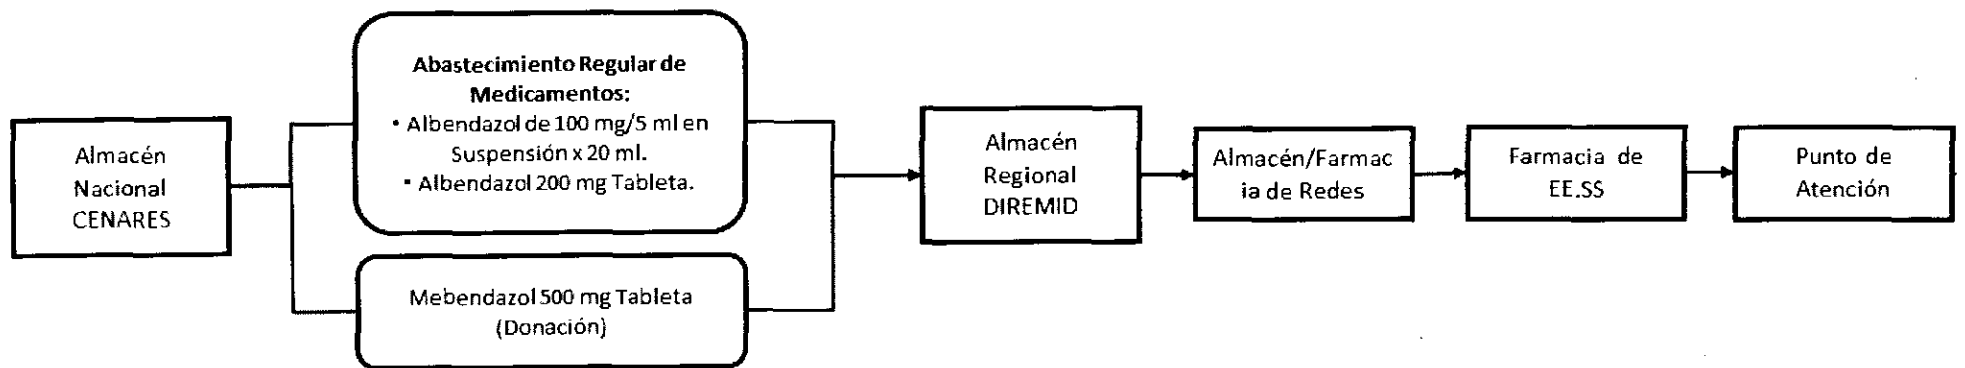 Almacén
Nacional
CENARES
Abastecimiento Regular de
Medicamentos:
• Albendazol de 100 mg/5 ml en
Suspensión x 20 ml.
• Albendazol 200 mg Tableta.
Mebendazol 500 mg Tableta
(Donación)
Almacén
Regional
DIREMID
Almacén/Farmac
ia de Redes
Farmacia de
EE.SS
Punto de
Atención